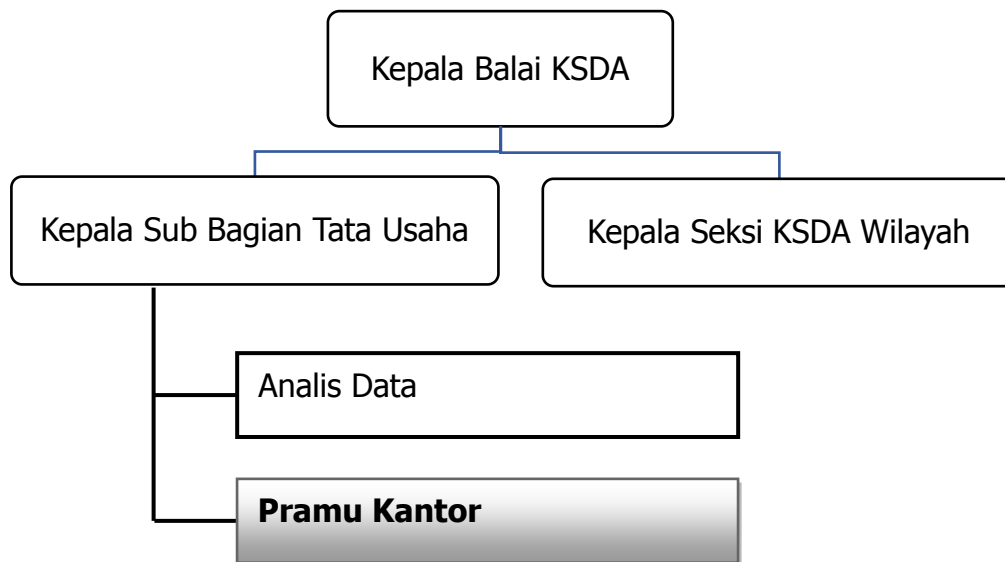 Kepala Balai KSDA
Kepala Sub Bagian Tata Usaha
Kepala Seksi KSDA Wilayah
Analis Data
Pramu Kantor